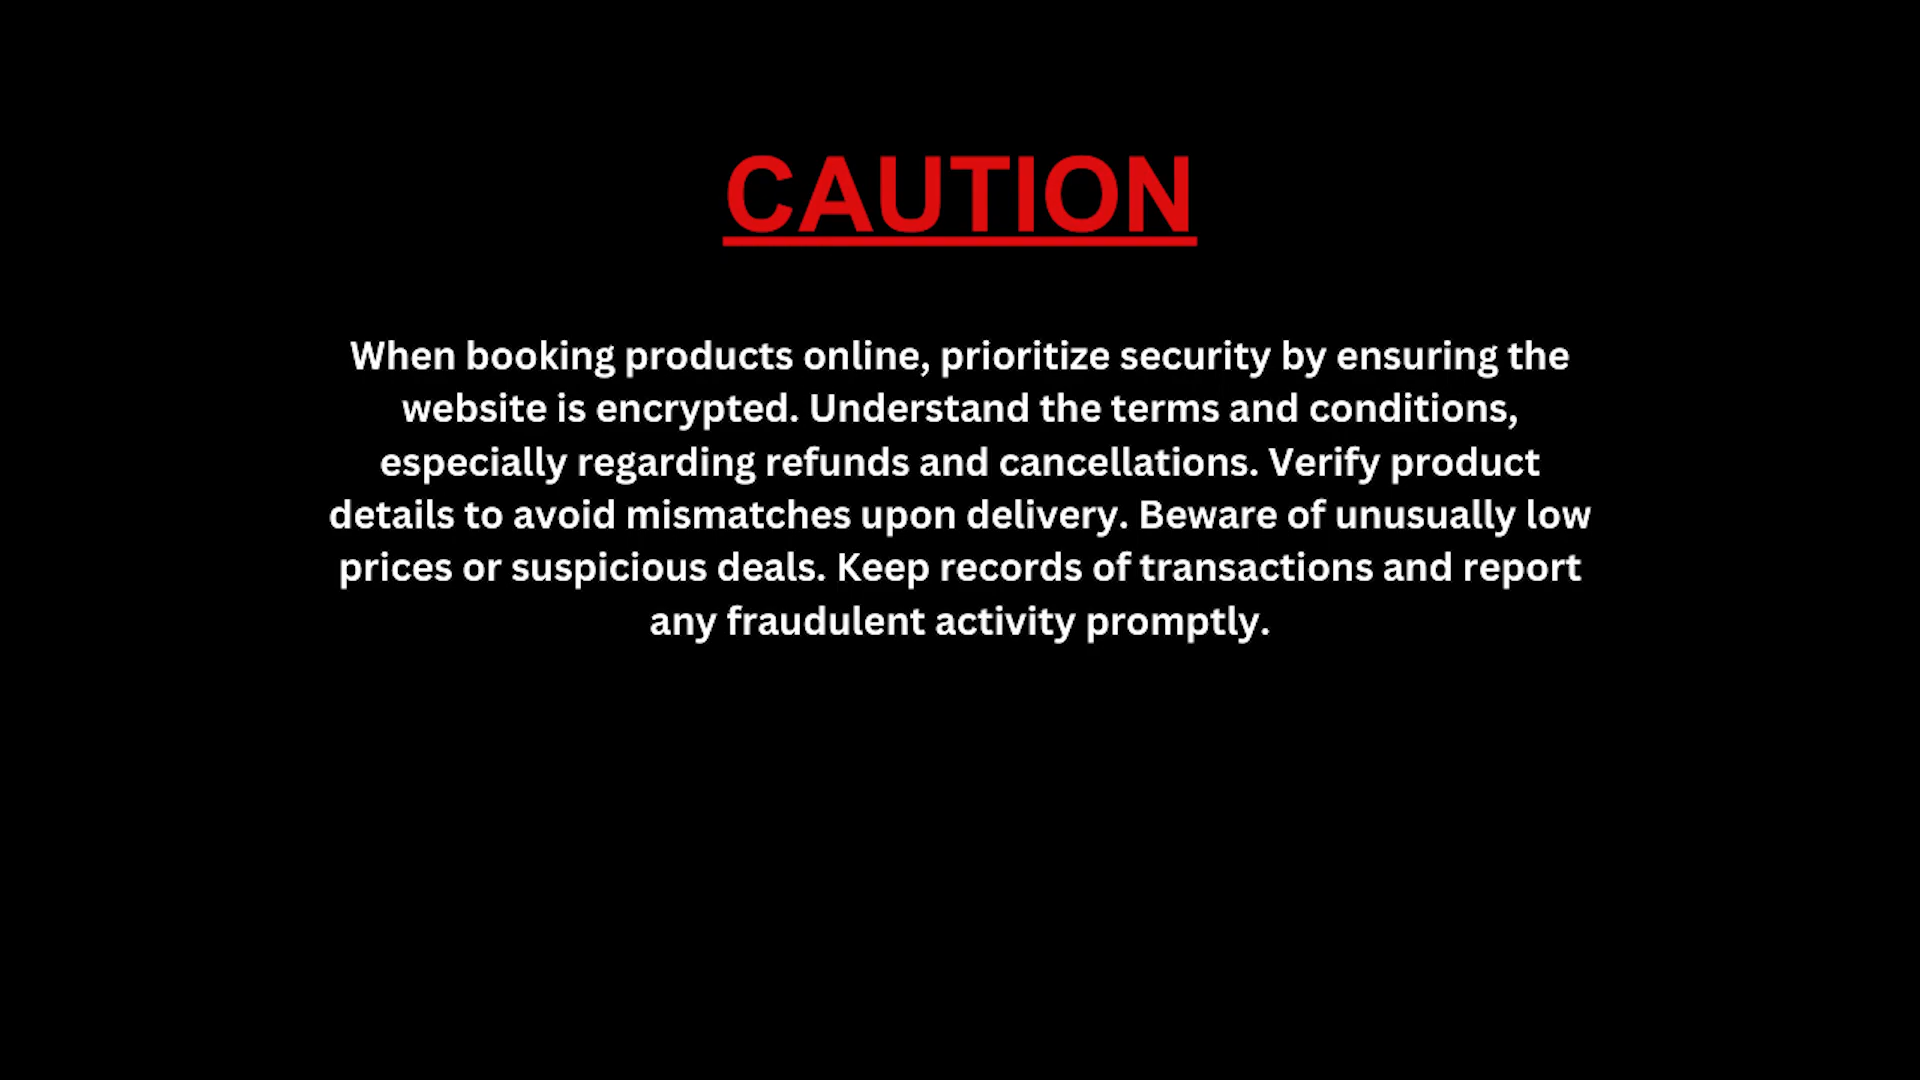 CAUTION
When booking products online, prioritize security by ensuring the
website is encrypted. Understand the terms and conditions,
especially regarding refunds and cancellations. Verify product
details to avoid mismatches upon delivery. Beware of unusually low
prices or suspicious deals. Keep records of transactions and report
any fraudulent activity promptly.